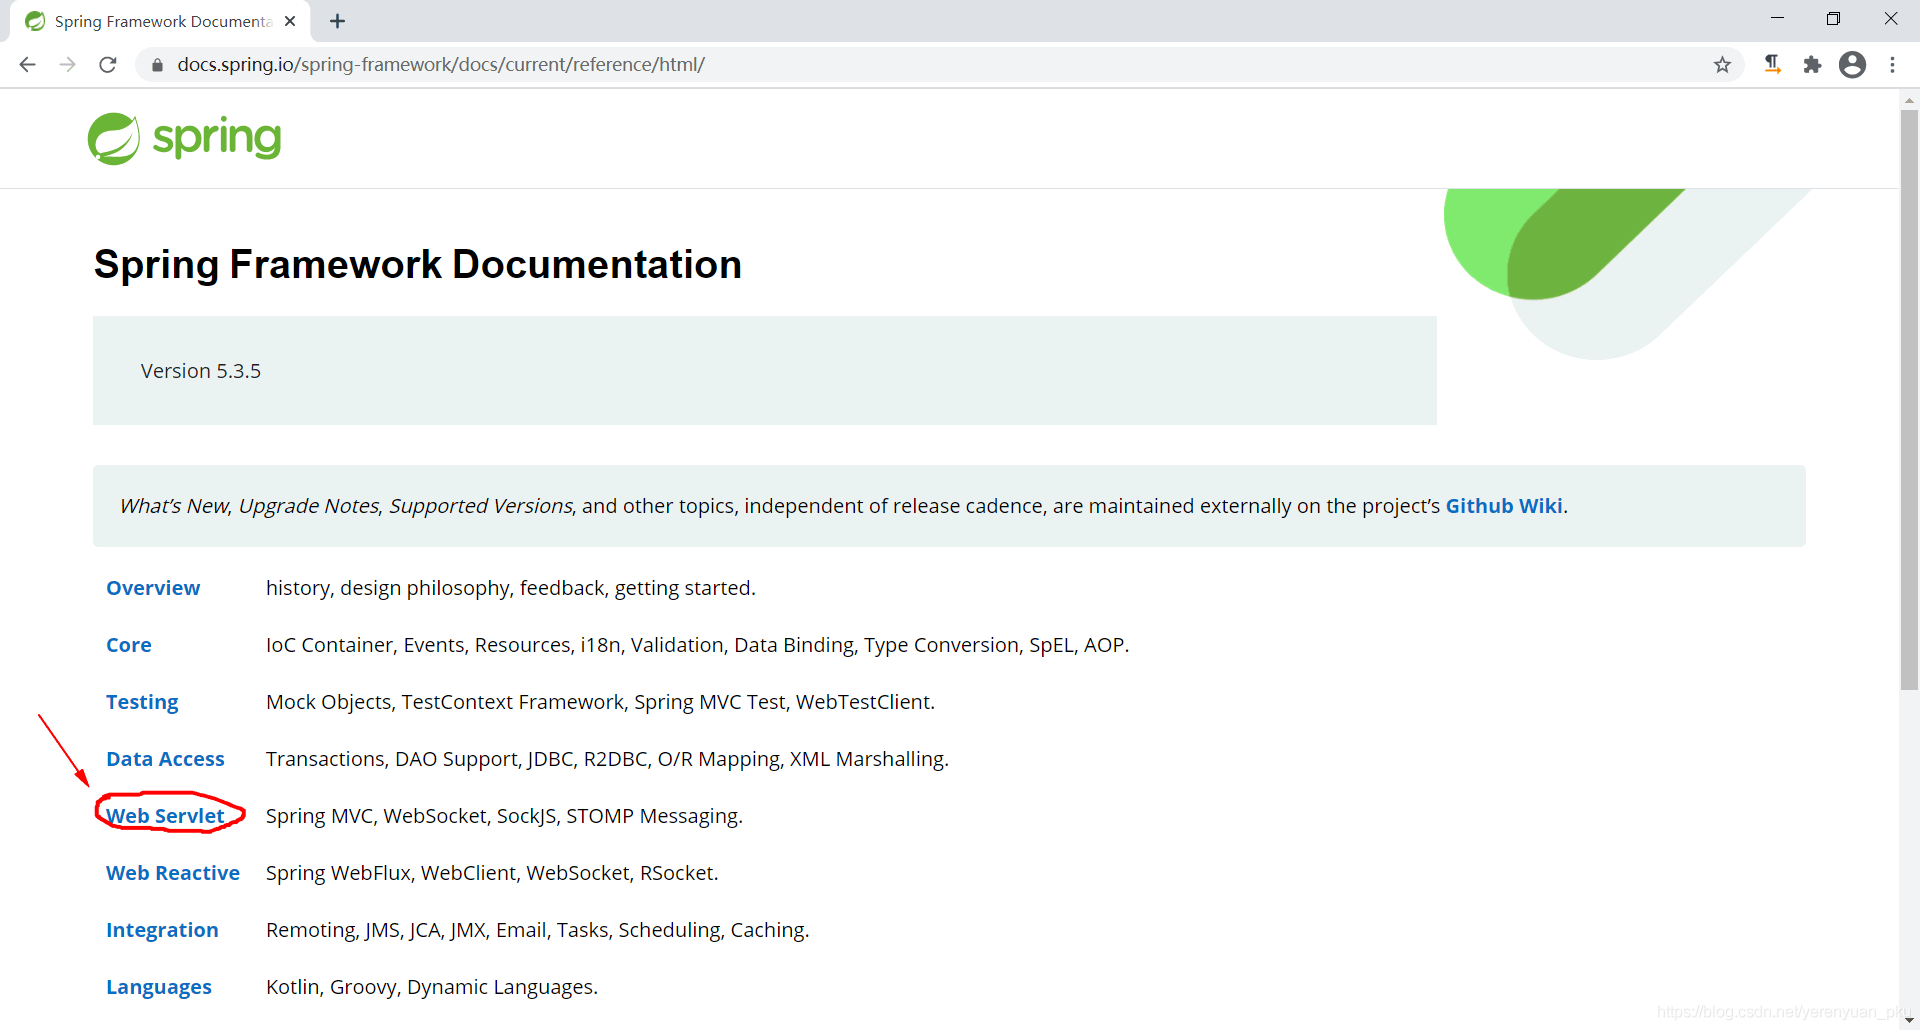 Spring Framework Documenta
docs.spring.io/spring-framework/docs/current/reference/html/
spring
Spring Framework Documentation
Version 5.3.5
What's New, Upgrade Notes, Supported Versions, and other topics, independent of release cadence, are maintained externally on the project's Github Wiki.
Overview history, design philosophy, feedback, getting started.
Core IoC Container, Events, Resources, i18n, Validation, Data Binding, Type Conversion, SpEL, AOP.
Testing Mock Objects, TestContext Framework, Spring MVC Test, WebTestClient.
Data Access Transactions, DAO Support, JDBC, R2DBC, O/R Mapping, XML Marshalling.
Web Servlet Spring MVC, WebSocket, SockJS, STOMP Messaging.
Web Reactive Spring WebFlux, WebClient, WebSocket, RSocket.
Integration Remoting, JMS, JCA, JMX, Email, Tasks, Scheduling, Caching.
Languages Kotlin, Groovy, Dynamic Languages.
https://blog.csdn.net/yerenyuan_pku